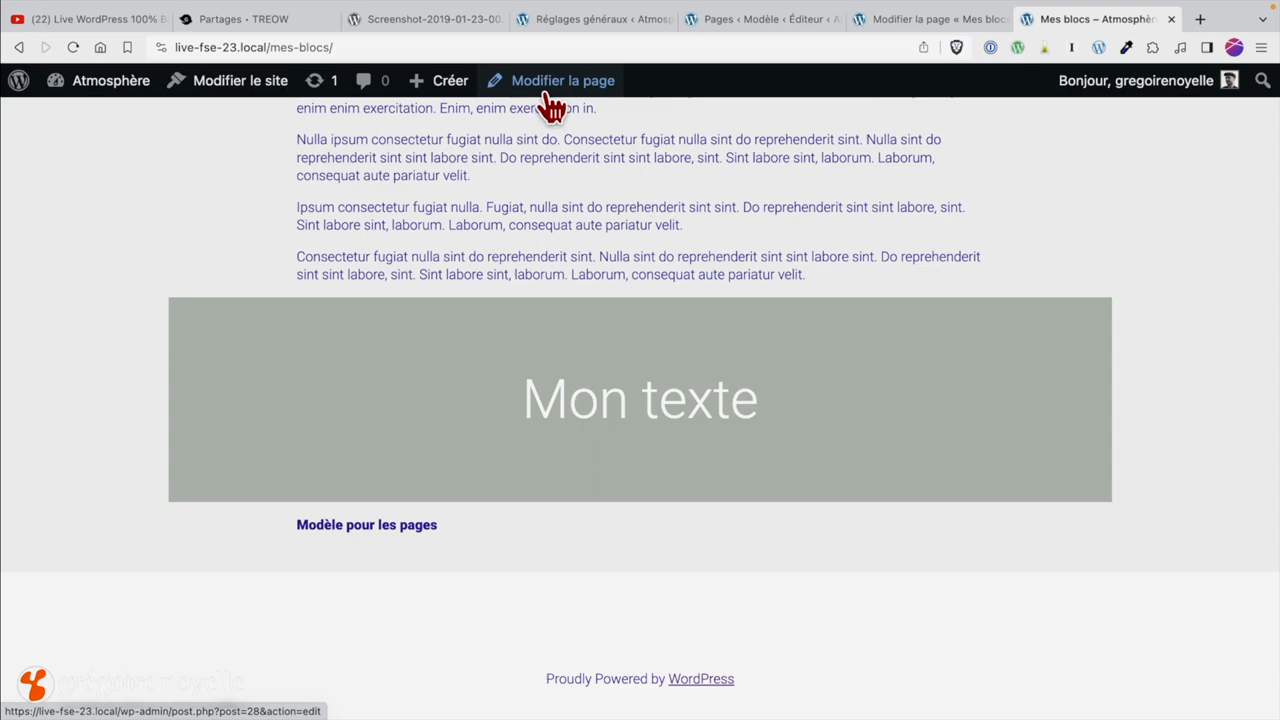 (22) Live WordPress 100% B
Partages • TREOW
Screenshot-2019-01-23-00.
Réglages généraux ‹ Atmosp
Pages ‹ Modèle ‹ Éditeur ‹ A
Modifier la page « Mes blocs
Mes blocs – Atmosphère
live-fse-23.local/mes-blocs/
Atmosphère
Modifier le site
1
0
Créer
Modifier la page
Bonjour, gregoirenoyelle
enim enim exercitation. Enim, enim in.
Nulla ipsum consectetur fugiat nulla sint do. Consectetur fugiat nulla sint do reprehenderit sint. Nulla sint do
reprehenderit sint sint labore sint. Do reprehenderit sint sint labore, sint. Sint labore sint, laborum. Laborum,
consequat aute pariatur velit.
Ipsum consectetur fugiat nulla. Fugiat, nulla sint do reprehenderit sint sint. Do reprehenderit sint sint labore, sint.
Sint labore sint, laborum. Laborum, consequat aute pariatur velit.
Consectetur fugiat nulla sint do reprehenderit sint. Nulla sint do reprehenderit sint sint labore sint. Do reprehenderit
sint sint labore, sint. Sint labore sint, laborum. Laborum, consequat aute pariatur velit.
Mon texte
Modèle pour les pages
Proudly Powered by WordPress
grégoire noyelle
https://live-fse-23.local/wp-admin/post.php?post=28&action=edit